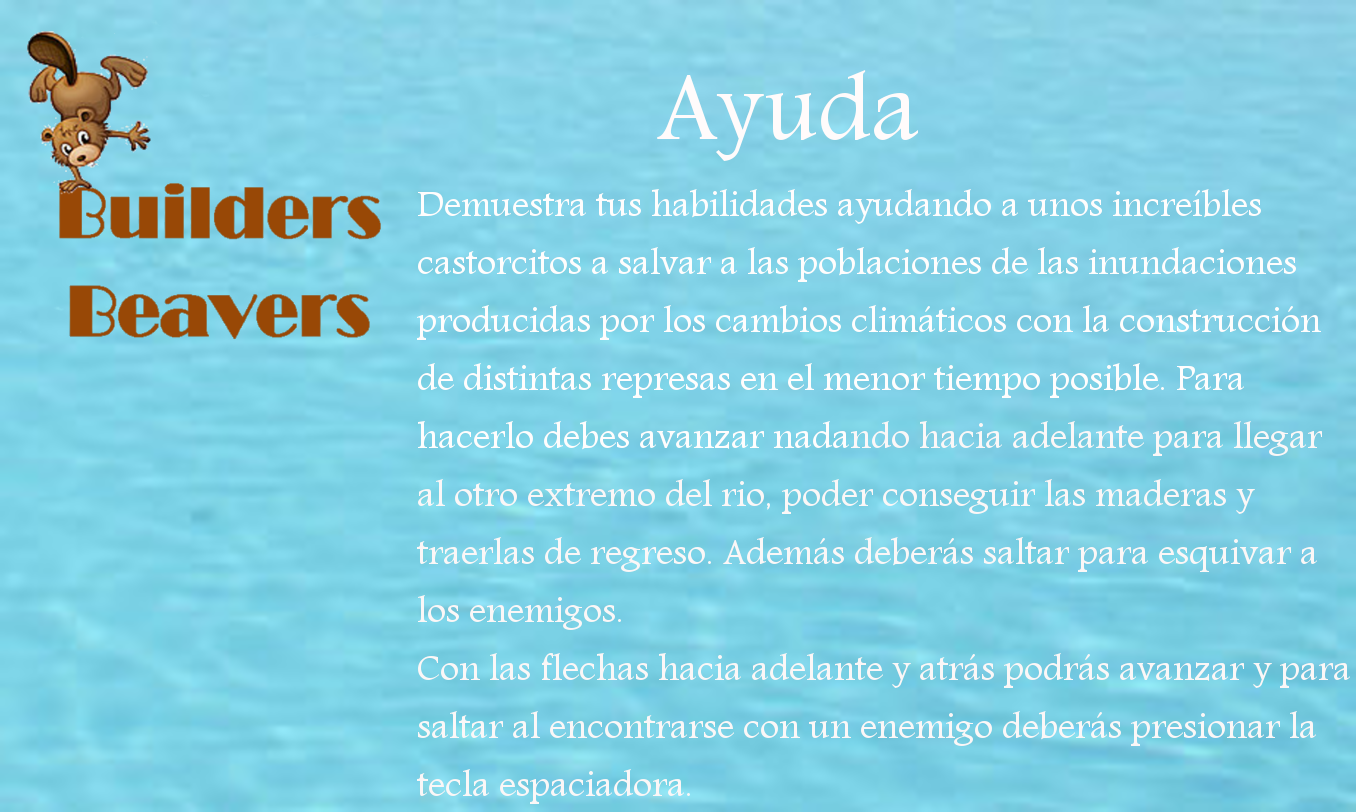 Ayuda
Builders
Beavers
Demuestra tus habilidades ayudando a unos increíbles
castorcitos a salvar a las poblaciones de las inundaciones
producidas por los cambios climáticos con la construcción
de distintas represas en el menor tiempo posible. Para
hacerlo debes avanzar nadando hacia adelante para llegar
al otro extremo del rio, poder conseguir las maderas y
traerlas de regreso. Además deberás saltar para esquivar a
los enemigos.
Con las flechas hacia adelante y atrás podrás avanzar y para
saltar al encontrarse con un enemigo deberás presionar la
tecla espaciadora.